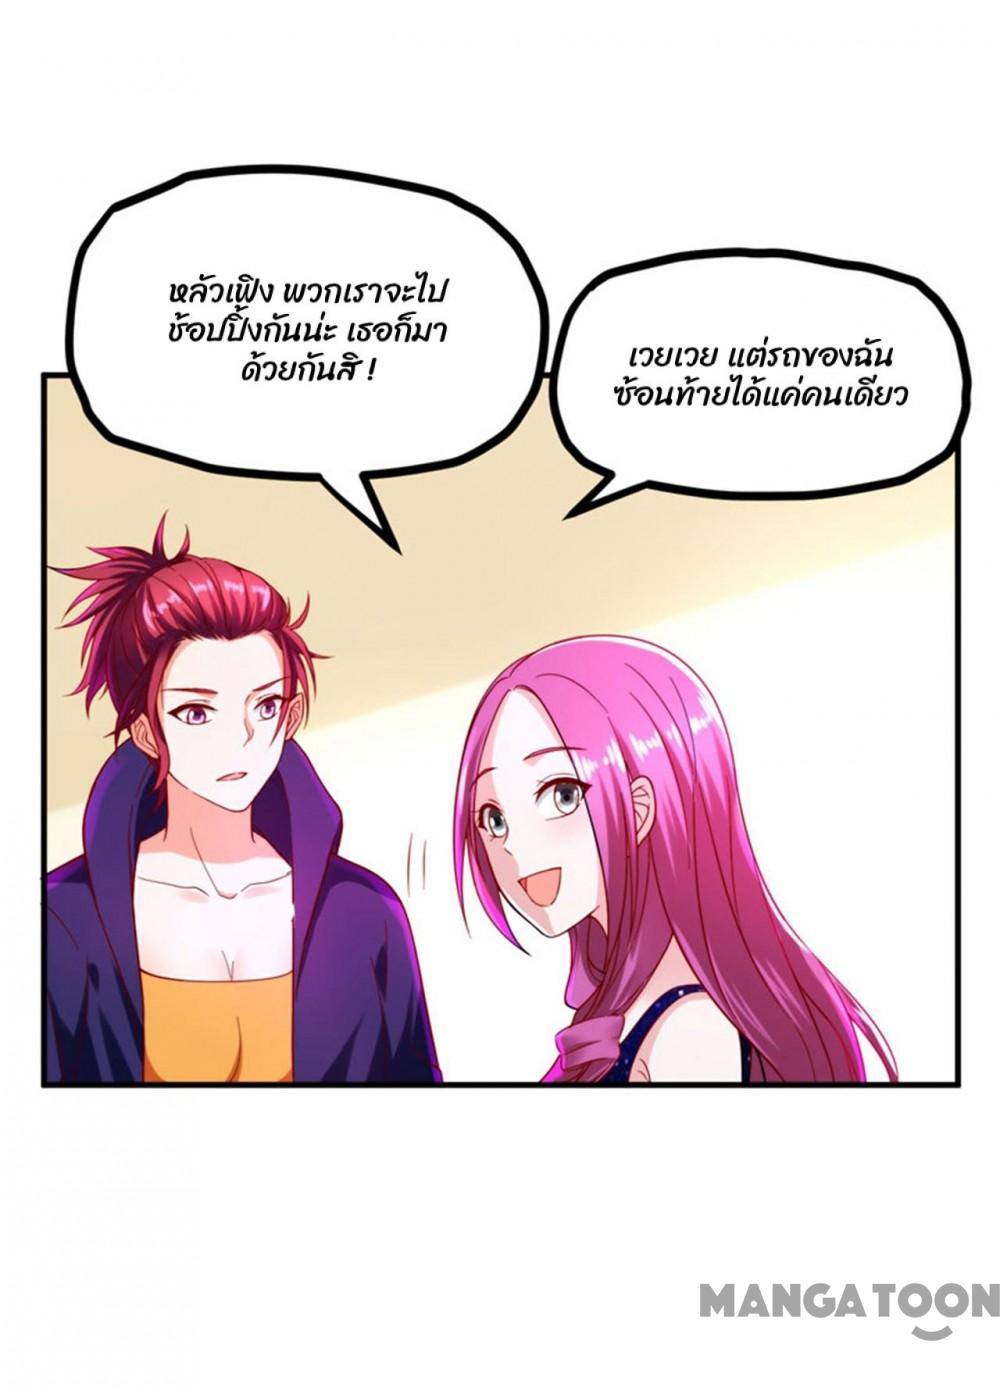 หลัวเฟิง พวกเราจะไป
ช้อปปิ้งกันน่ะ เธอก็มา
ด้วยกันสิ !
เวยเวย แต่รถของฉัน
ซ้อนท้ายได้แค่คนเดียว
MANGATOON